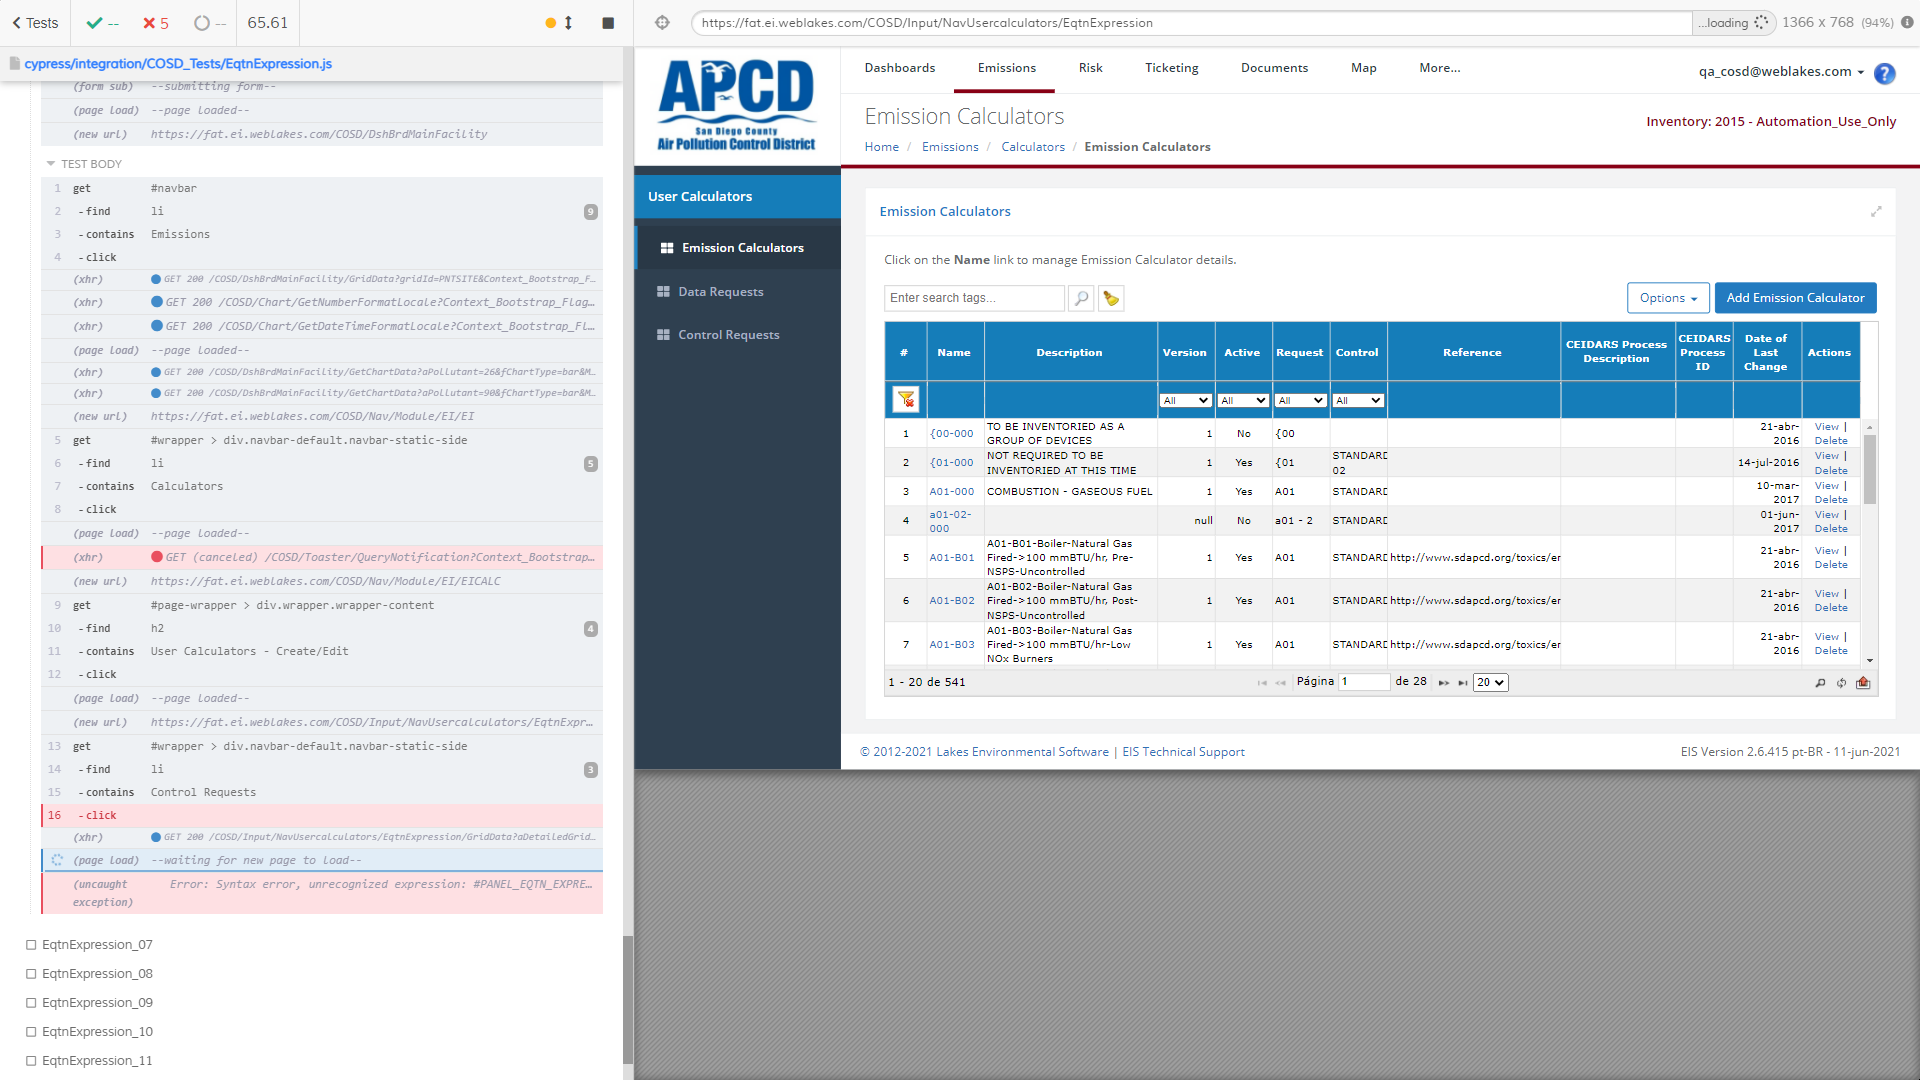 Tests
--
5
--
65.61
cypress/integration/COSD_Tests/EqtnExpression.js
(form sub) --submitting form--
(page load) --page loaded--
(new url) https://fat.ei.weblakes.com/COSD/DshBrdMainFacility
TEST BODY
1 get #navbar
2 -find li 9
3 -contains Emissions
4 -click
(xhr) GET 200 /COSD/DshBrdMainFacility/GridData?gridId=PNTSITE&Context_Bootstrap_F...
(xhr) GET 200 /COSD/Chart/GetNumberFormatLocale?Context_Bootstrap_Flag...
(xhr) GET 200 /COSD/Chart/GetDateTimeFormatLocale?Context_Bootstrap_Fl...
(page load) --page loaded--
(xhr) GET 200 /COSD/DshBrdMainFacility/GetChartData?aPollutant=26&fChartType=bar&M...
(xhr) GET 200 /COSD/DshBrdMainFacility/GetChartData?aPollutant=90&fChartType=bar&M...
(new url) https://fat.ei.weblakes.com/COSD/Nav/Module/EI/EI
5 get #wrapper > div.navbar-default.navbar-static-side
6 -find li 5
7 -contains Calculators
8 -click
(page load) --page loaded--
(xhr) GET (canceled) /COSD/Toaster/QueryNotification?Context_Bootstrap...
(new url) https://fat.ei.weblakes.com/COSD/Nav/Module/EI/EICALC
9 get #page-wrapper > div.wrapper.wrapper-content
10 -find h2 4
11 -contains User Calculators - Create/Edit
12 -click
(page load) --page loaded--
(new url) https://fat.ei.weblakes.com/COSD/Input/NavUsercalculators/EqtnExpr...
13 get #wrapper > div.navbar-default.navbar-static-side
14 -find li 3
15 -contains Control Requests
16 -click
(xhr) GET 200 /COSD/Input/NavUsercalculators/EqtnExpression/GridData?aDetailedGrid...
(page load) --waiting for new page to load--
(uncaught exception) Error: Syntax error, unrecognized expression: #PANEL_EQTN_EXPRE...
EqtnExpression_07
EqtnExpression_08
EqtnExpression_09
EqtnExpression_10
EqtnExpression_11
https://fat.ei.weblakes.com/COSD/Input/NavUsercalculators/EqtnExpression
...loading
1366 x 768 (94%)
APCD
San Diego County
Air Pollution Control District
Dashboards Emissions Risk Ticketing Documents Map More...
qa_cosd@weblakes.com ?
Emission Calculators
Inventory: 2015 - Automation_Use_Only
Home / Emissions / Calculators / Emission Calculators
User Calculators
Emission Calculators
Data Requests
Control Requests
Emission Calculators
Click on the Name link to manage Emission Calculator details.
Enter search tags...
Options
Add Emission Calculator
# Name Description Version Active Request Control Reference CEIDARS Process Description CEIDARS Process ID Date of Last Change Actions
All All All All
1 {00-000 TO BE INVENTORIED AS A GROUP OF DEVICES 1 No {00 21-abr-2016 View | Delete
2 {01-000 NOT REQUIRED TO BE INVENTORIED AT THIS TIME 1 Yes {01 STANDARD 02 14-jul-2016 View | Delete
3 A01-000 COMBUSTION - GASEOUS FUEL 1 Yes A01 STANDARD 10-mar-2017 View | Delete
4 a01-02-000 null No a01 - 2 STANDARD 01-jun-2017 View | Delete
5 A01-B01 A01-B01-Boiler-Natural Gas Fired->100 mmBTU/hr, Pre-NSPS-Uncontrolled 1 Yes A01 STANDARD http://www.sdapcd.org/toxics/er 21-abr-2016 View | Delete
6 A01-B02 A01-B02-Boiler-Natural Gas Fired->100 mmBTU/hr, Post-NSPS-Uncontrolled 1 Yes A01 STANDARD http://www.sdapcd.org/toxics/er 21-abr-2016 View | Delete
7 A01-B03 A01-B03-Boiler-Natural Gas Fired->100 mmBTU/hr-Low NOx Burners 1 Yes A01 STANDARD http://www.sdapcd.org/toxics/er 21-abr-2016 View | Delete
1 - 20 de 541
Página 1 de 28
20
© 2012-2021 Lakes Environmental Software | EIS Technical Support
EIS Version 2.6.415 pt-BR - 11-jun-2021